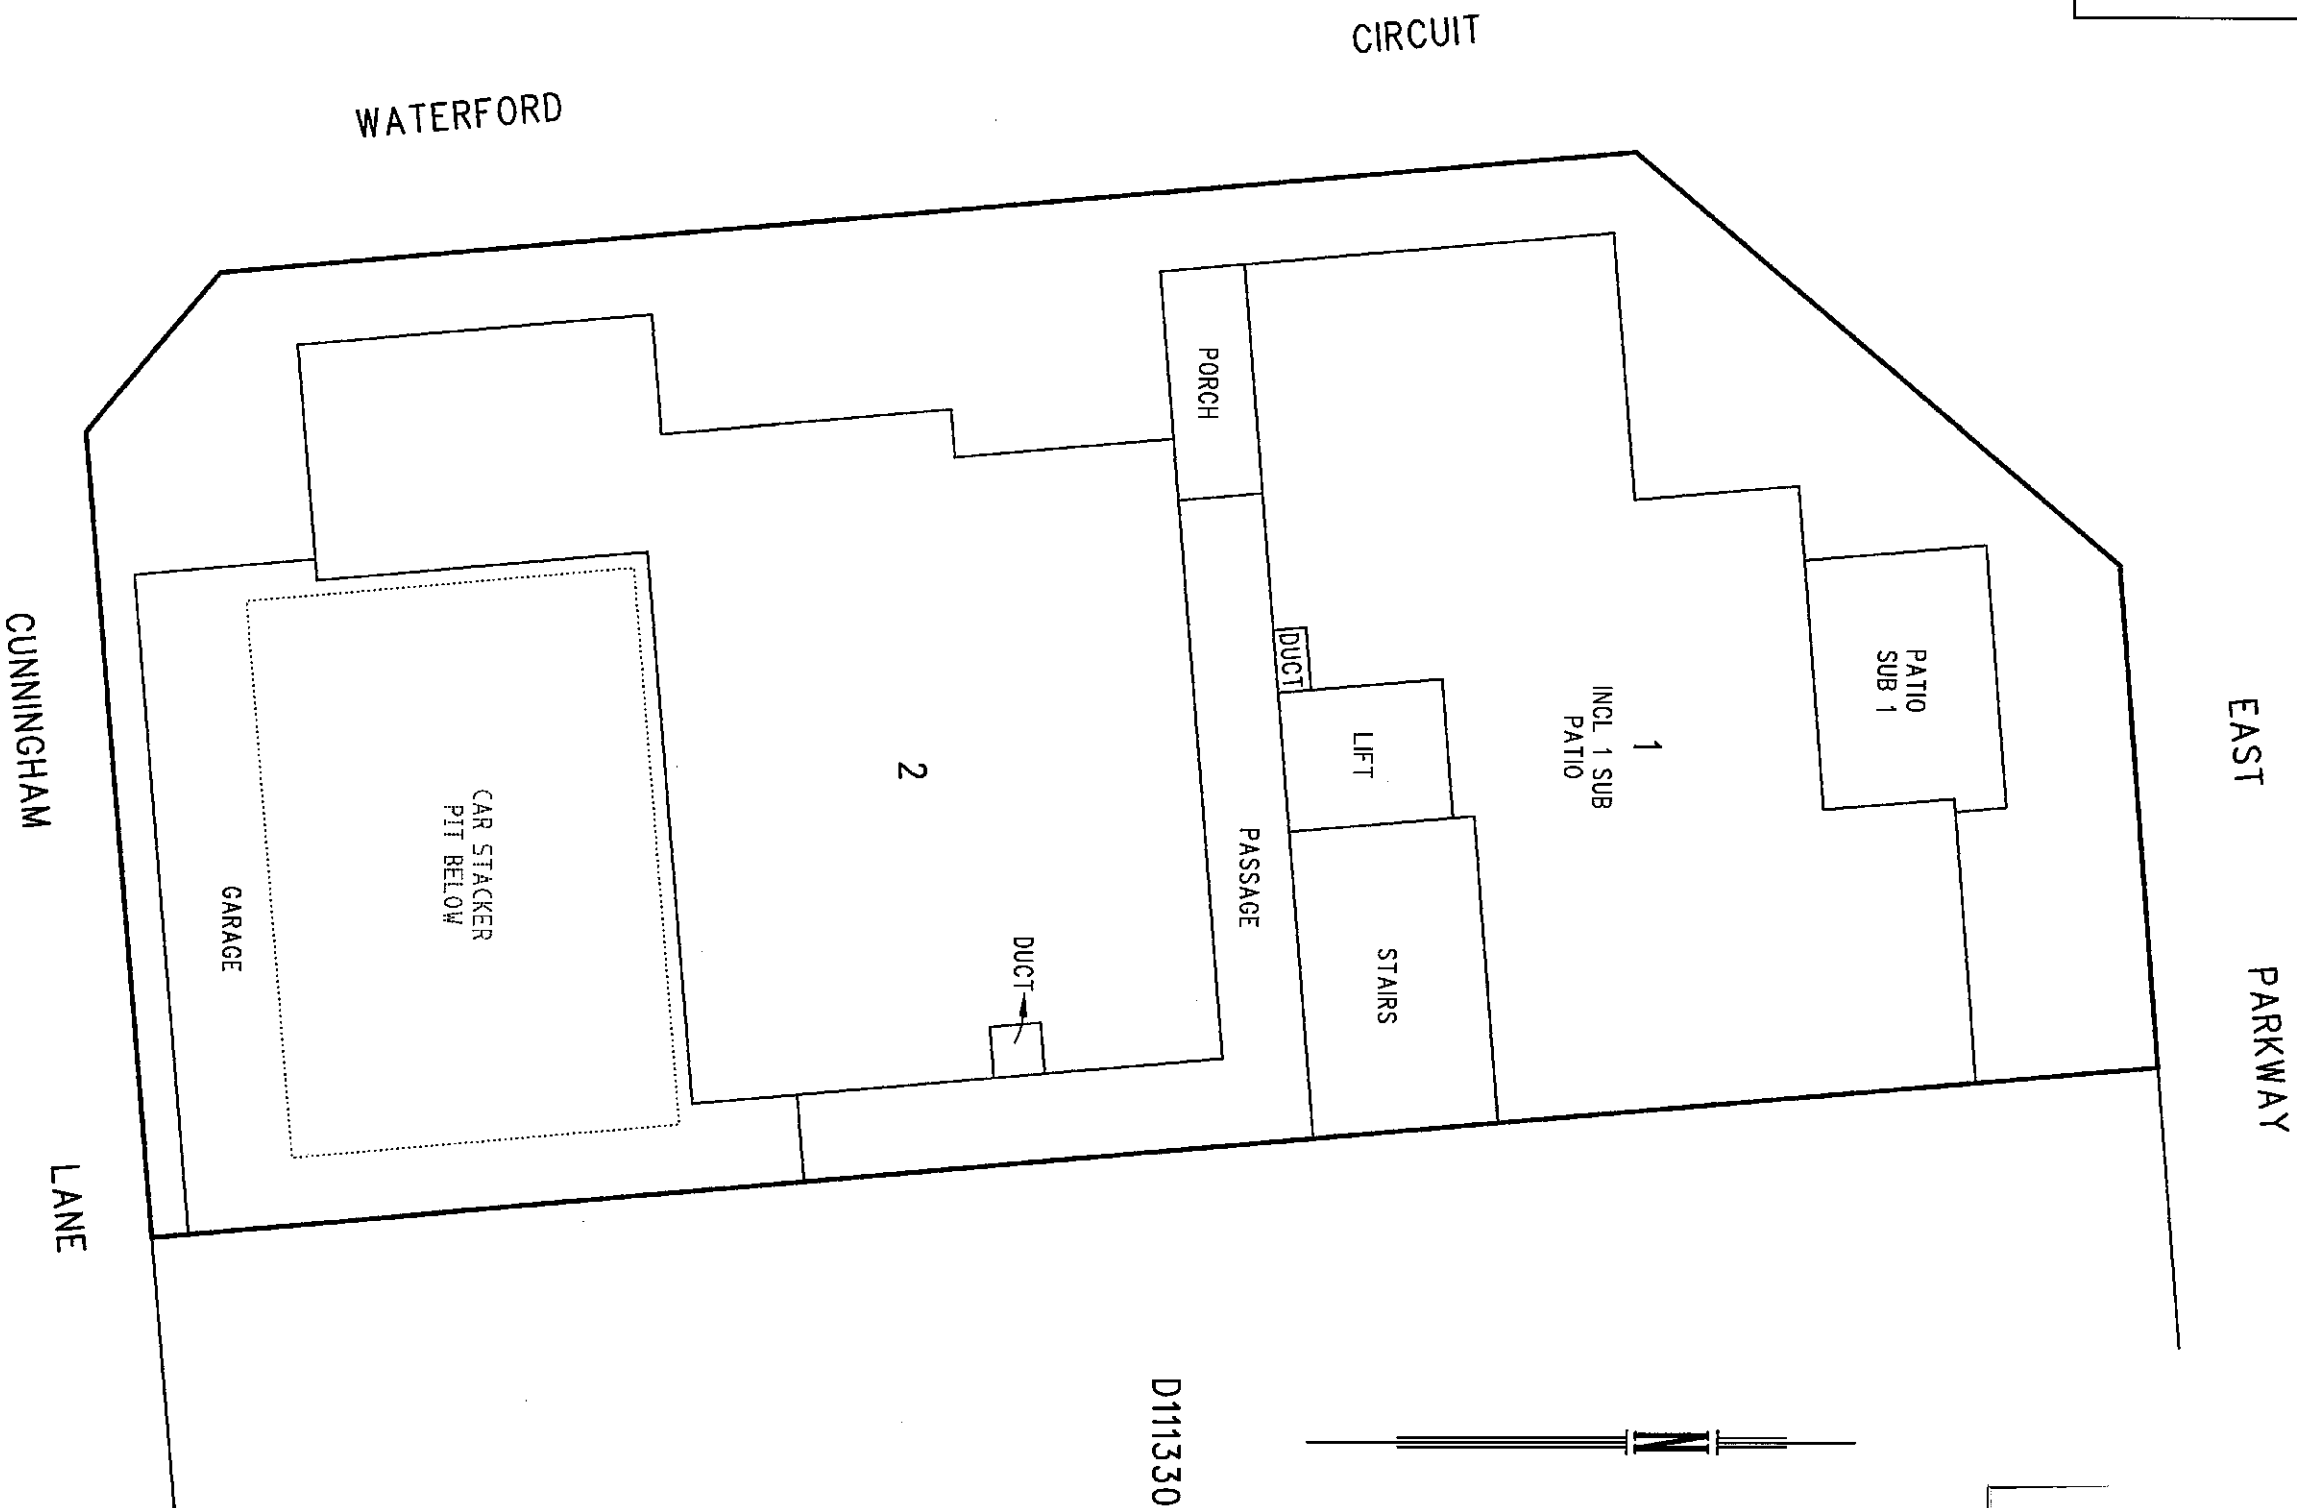 WATERFORD
CIRCUIT
EAST
PARKWAY
PATIO
SUB 1
1
INCL 1 SUB
PATIO
PORCH
DUCT
LIFT
STAIRS
PASSAGE
2
DUCT
CAR STACKER
PIT BELOW
GARAGE
CUNNINGHAM
LANE
N
D111330